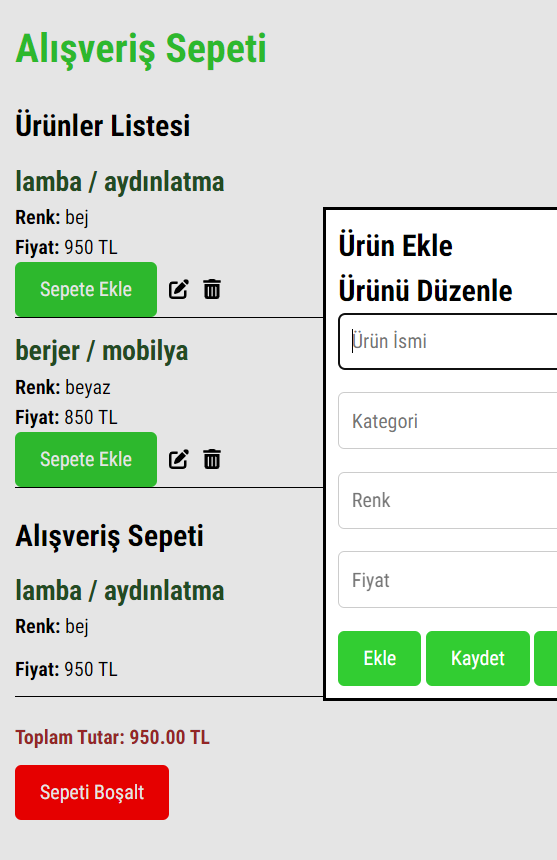 Alışveriş Sepeti
Ürünler Listesi
lamba / aydınlatma
Renk: bej
Fiyat: 950 TL
Sepete Ekle
berjer / mobilya
Renk: beyaz
Fiyat: 850 TL
Sepete Ekle
Alışveriş Sepeti
lamba / aydınlatma
Renk: bej
Fiyat: 950 TL
Toplam Tutar: 950.00 TL
Sepeti Boşalt
Ürün Ekle
Ürünü Düzenle
Ürün İsmi
Kategori
Renk
Fiyat
Ekle Kaydet